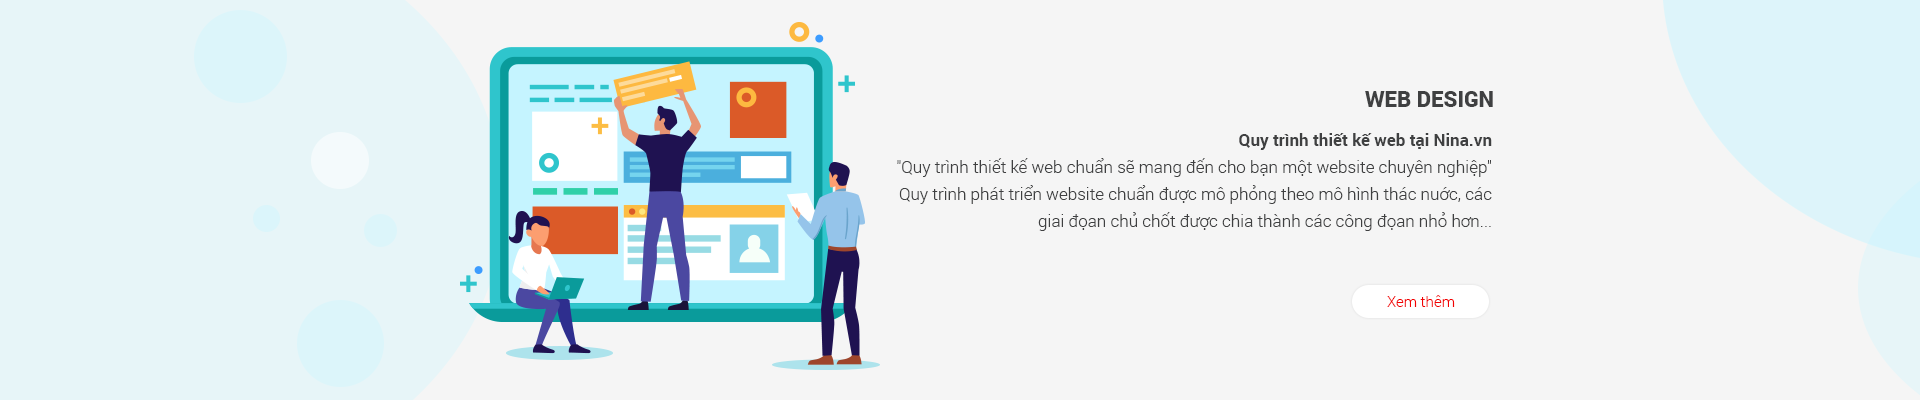 WEB DESIGN
Quy trình thiết kế web tại Nina.vn
"Quy trình thiết kế web chuẩn sẽ mang đến cho bạn một website chuyên nghiệp"
Quy trình phát triển website chuẩn được mô phỏng theo mô hình thác nước, các
giai đoạn chủ chốt được chia thành các công đoạn nhỏ hơn...
Xem thêm